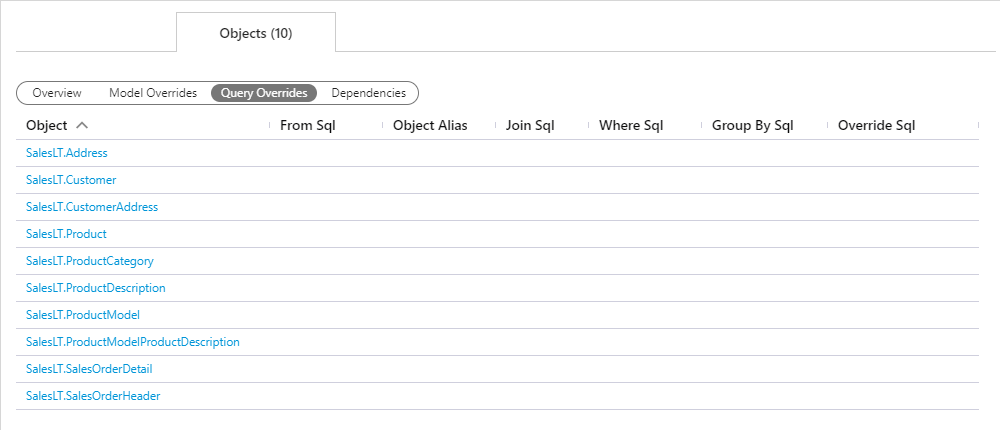 Objects (10)
Overview Model Overrides Query Overrides Dependencies
Object From Sql Object Alias Join Sql Where Sql Group By Sql Override Sql
SalesLT.Address
SalesLT.Customer
SalesLT.CustomerAddress
SalesLT.Product
SalesLT.ProductCategory
SalesLT.ProductDescription
SalesLT.ProductModel
SalesLT.ProductModelProductDescription
SalesLT.SalesOrderDetail
SalesLT.SalesOrderHeader